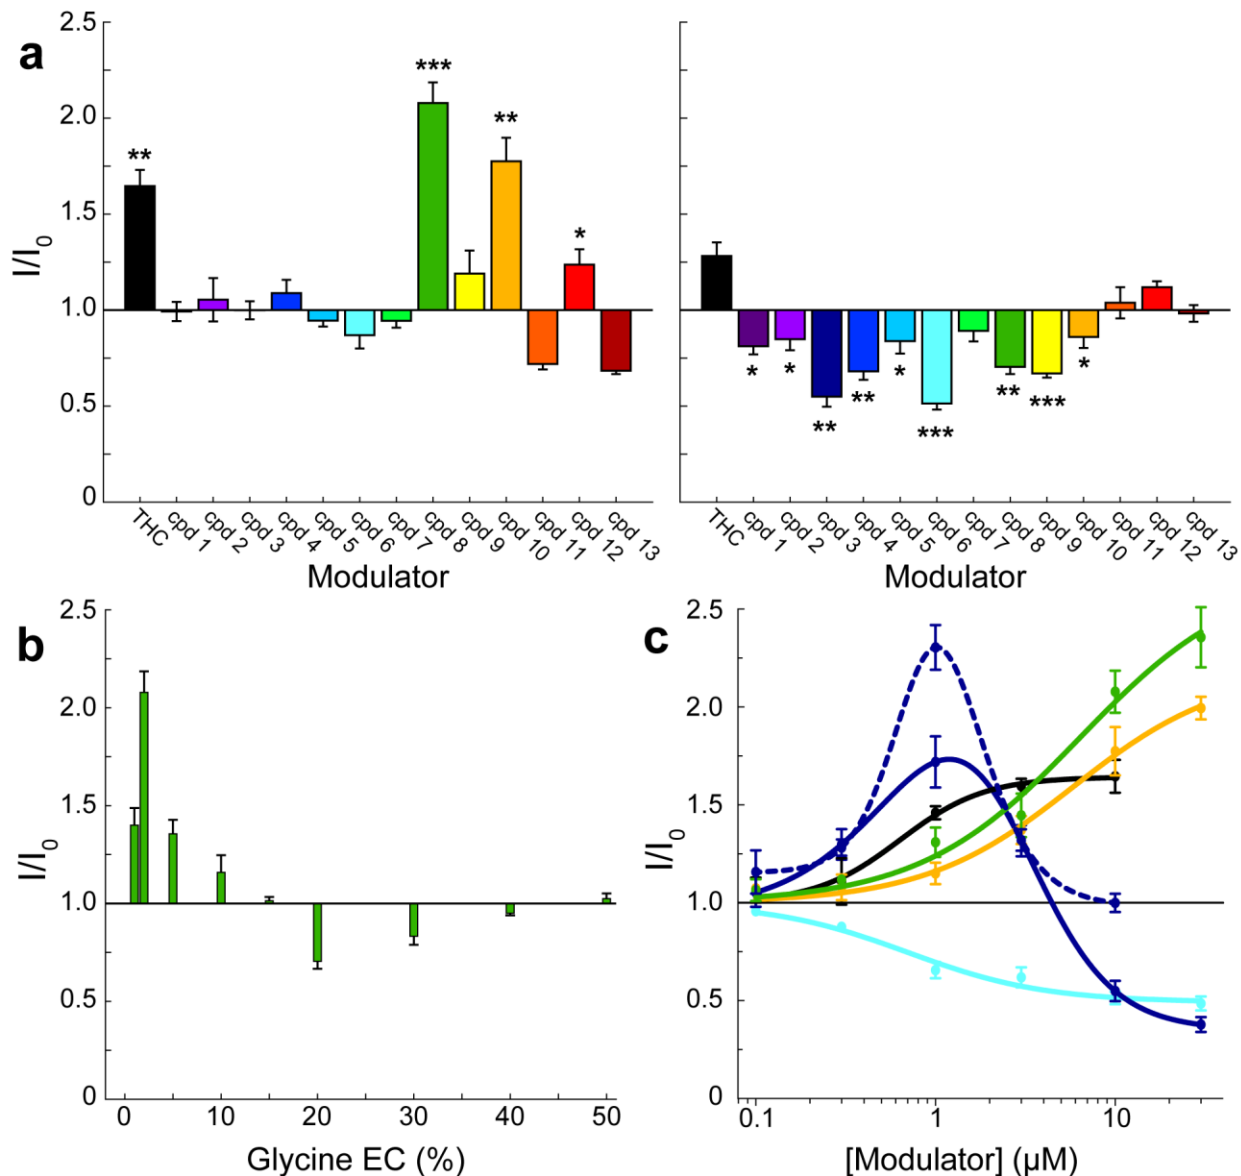 a
2.5
2.0
1.5
1.0
0.5
0
I/I0
** *** ** *
THC cpd 1 cpd 2 cpd 3 cpd 4 cpd 5 cpd 6 cpd 7 cpd 8 cpd 9 cpd 10 cpd 11 cpd 12 cpd 13
Modulator
* * ** ** * *** ** *** *
THC cpd 1 cpd 2 cpd 3 cpd 4 cpd 5 cpd 6 cpd 7 cpd 8 cpd 9 cpd 10 cpd 11 cpd 12 cpd 13
Modulator
b
2.5
2.0
1.5
1.0
0.5
0
I/I0
0 10 20 30 40 50
Glycine EC (%)
c
2.5
2.0
1.5
1.0
0.5
0
I/I0
0.1 1 10
[Modulator] (µM)